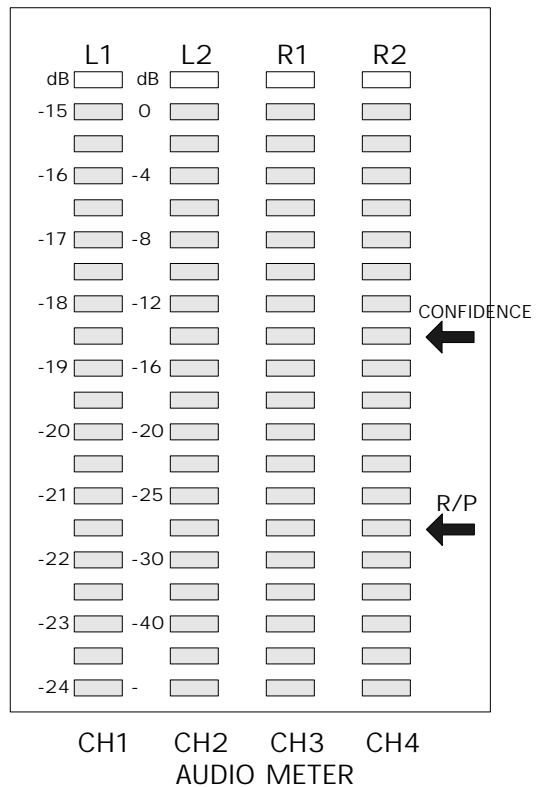 L1 L2 R1 R2
dB dB
-15 0
-16 -4
-17 -8
-18 -12
CONFIDENCE
-19 -16
-20 -20
-21 -25
R/P
-22 -30
-23 -40
-24 -
CH1 CH2 CH3 CH4
AUDIO METER